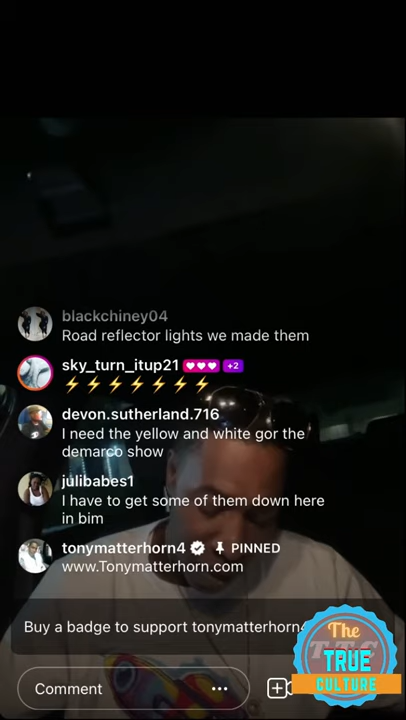 blackchiney04
Road reflector lights we made them
sky_turn_itup21 +2
⚡⚡⚡⚡⚡⚡⚡
devon.sutherland.716
I need the yellow and white gor the
demarco show
julibabes1
I have to get some of them down here
in bim
tonymatterhorn4 PINNED
www.Tonymatterhorn.com
Buy a badge to support tonymatterhorn4
Comment
The
TTC
TRUE
CULTURE